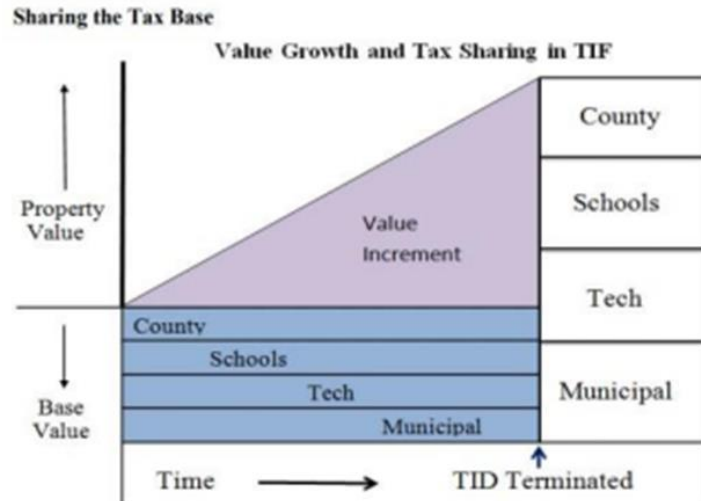 Sharing the Tax Base
Value Growth and Tax Sharing in TIF
Property
Value
Base
Value
Value
Increment
County
Schools
Tech
Municipal
County
Schools
Tech
Municipal
Time
TID Terminated